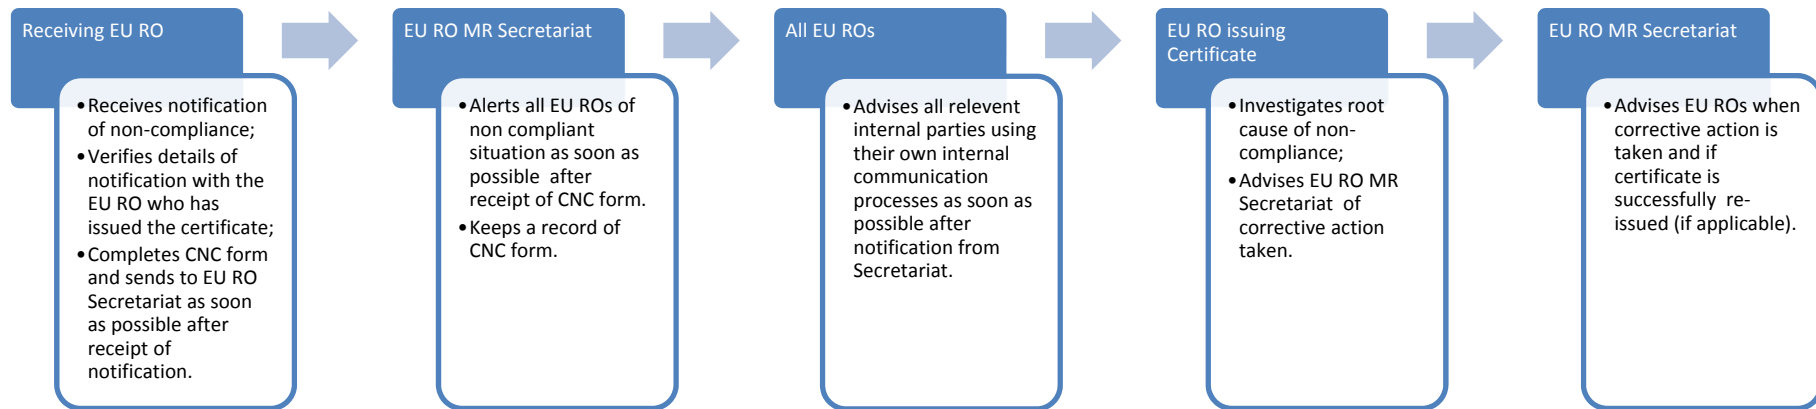 Receiving EU RO
•Receives notification
of non-compliance;
•Verifies details of
notification with the
EU RO who has
issued the certificate;
•Completes CNC form
and sends to EU RO
Secretariat as soon
as possible after
receipt of
notification.
EU RO MR Secretariat
•Alerts all EU ROs of
non compliant
situation as soon as
possible after
receipt of CNC form.
•Keeps a record of
CNC form.
All EU ROs
•Advises all relevent
internal parties using
their own internal
communication
processes as soon as
possible after
notification from
Secretariat.
EU RO issuing
Certificate
•Investigates root
cause of non-
compliance;
•Advises EU RO MR
Secretariat of
corrective action
taken.
EU RO MR Secretariat
•Advises EU ROs when
corrective action is
taken and if
certificate is
successfully re-
issued (if applicable).